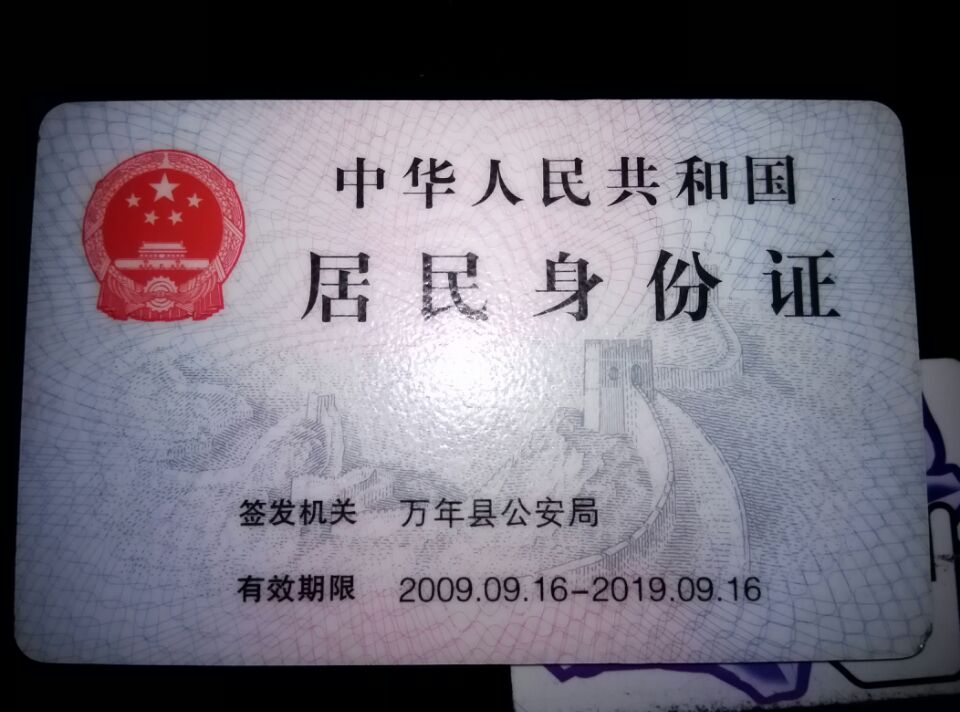 中华人民共和国
居民身份证
签发机关 万年县公安局
有效期限 2009.09.16-2019.09.16